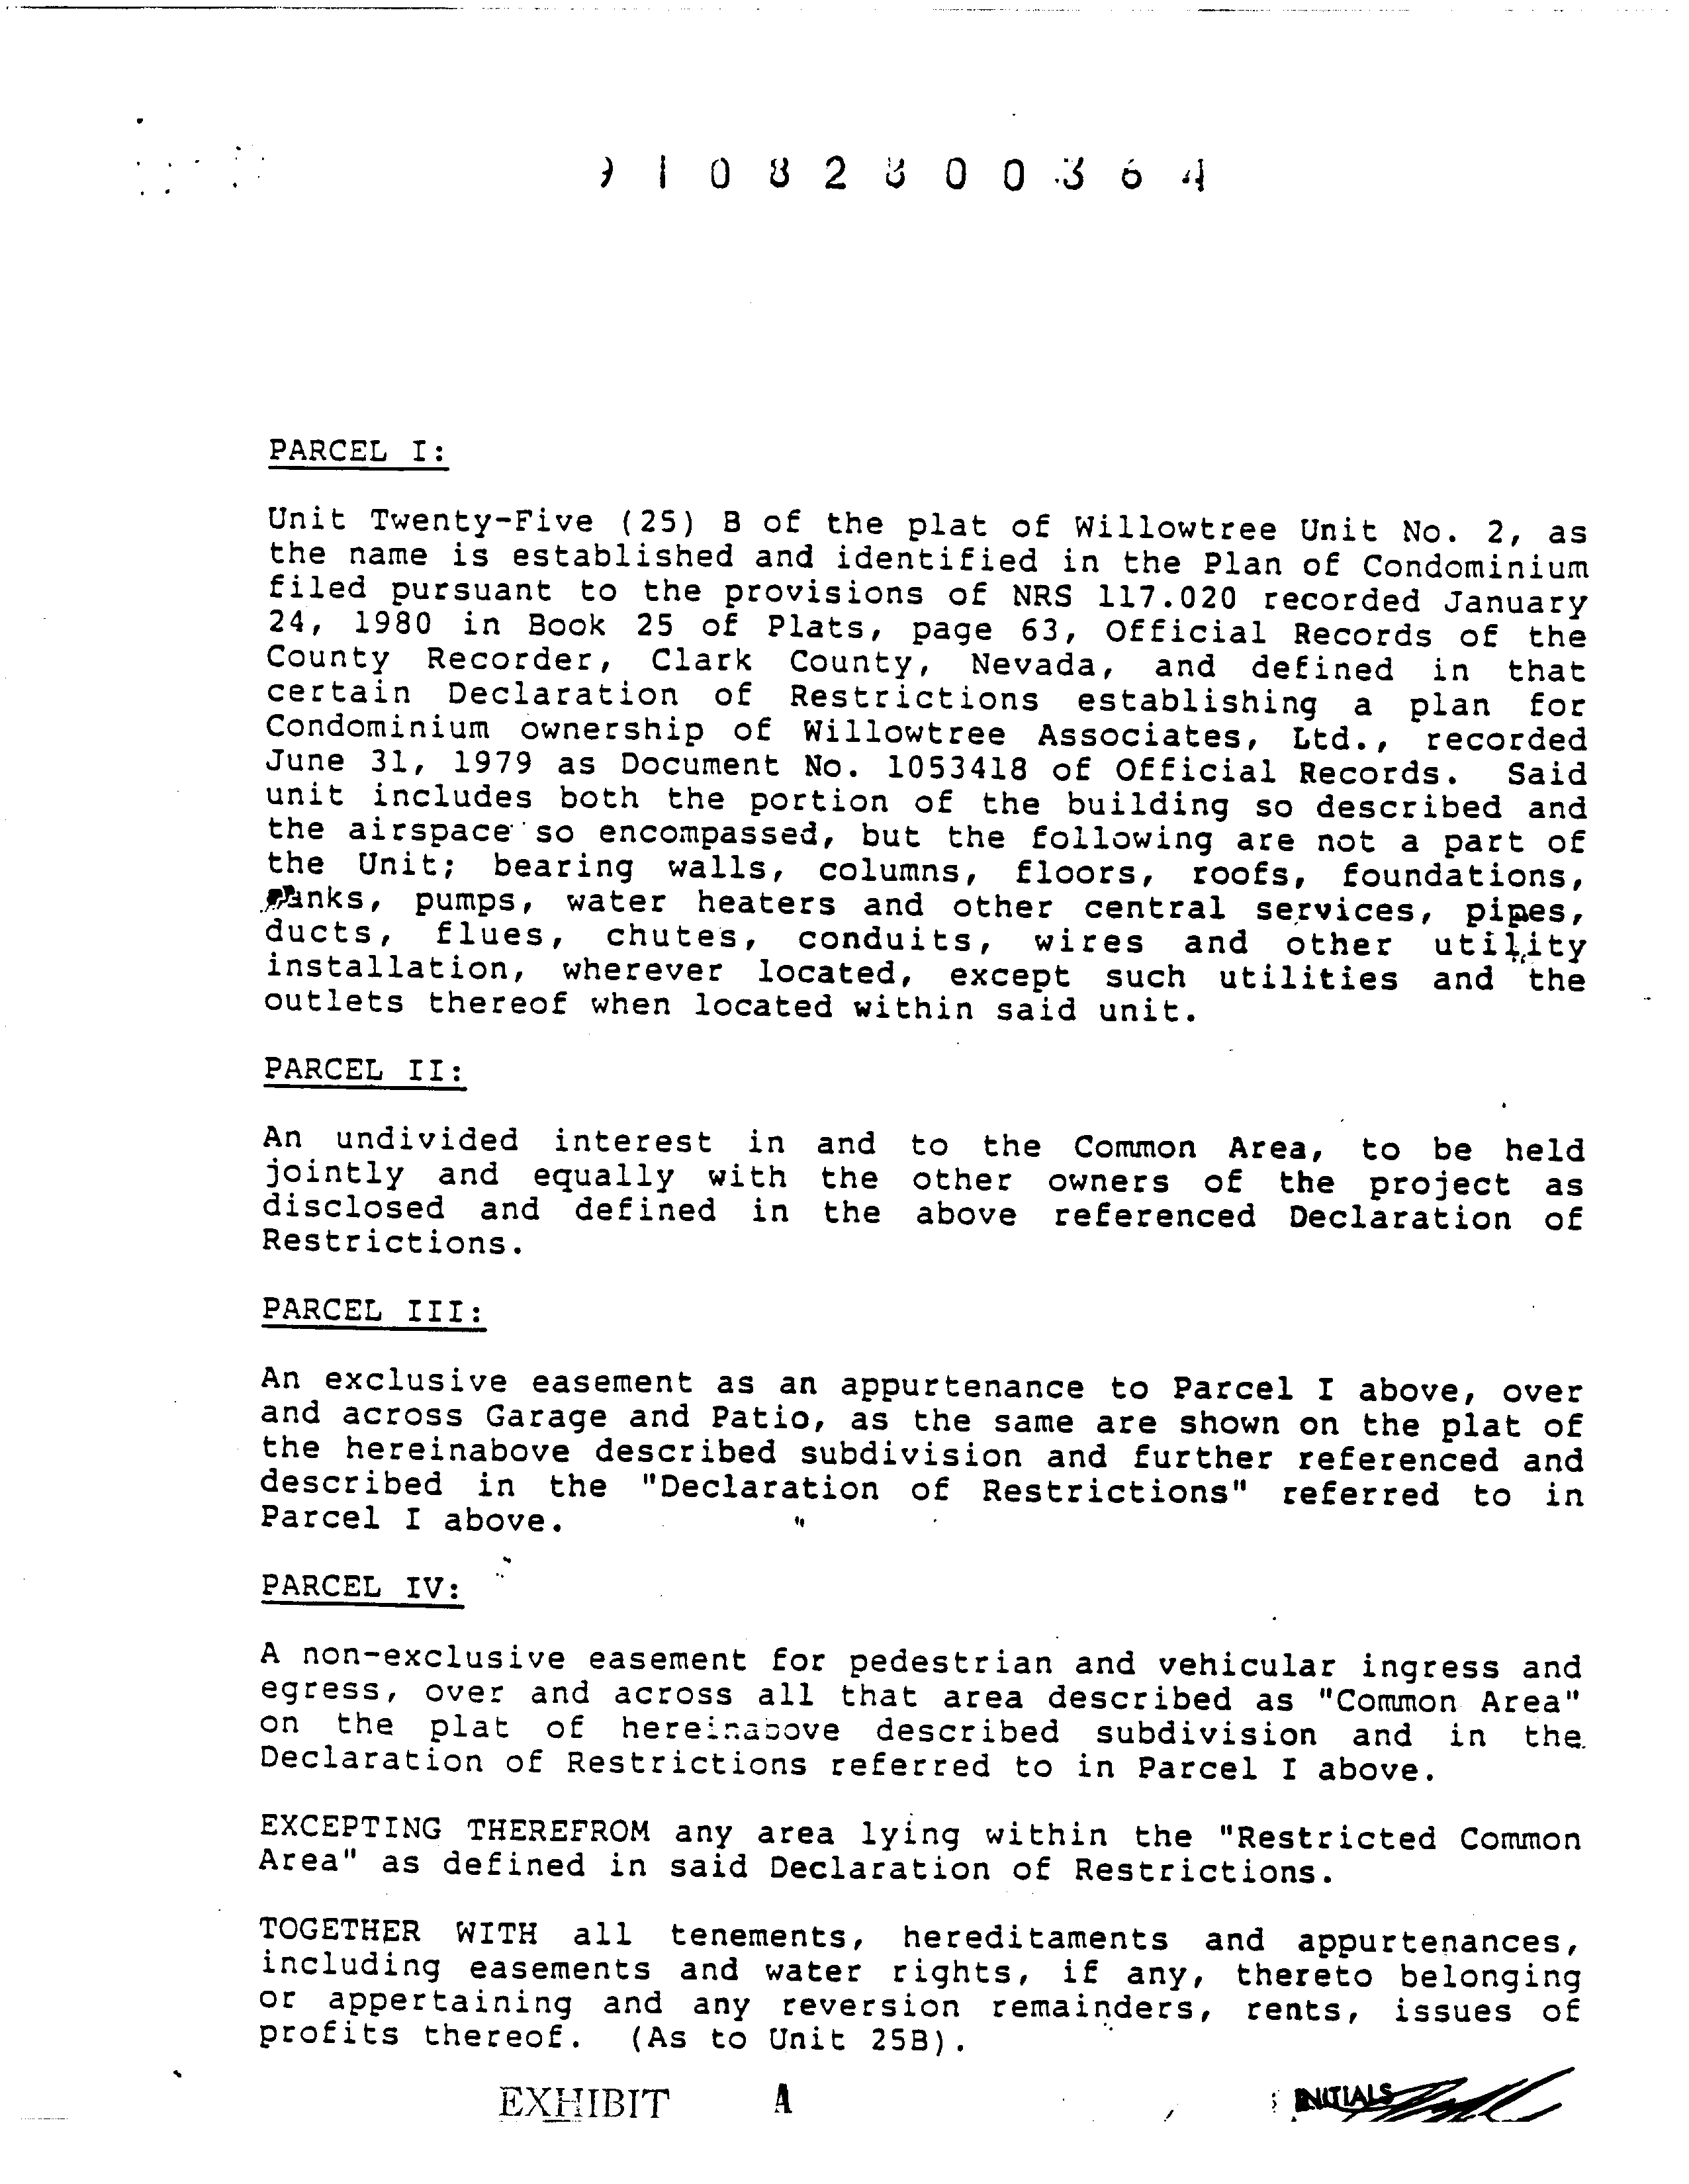 9 1 0 8 2 8 0 0 3 6 4
PARCEL I:
Unit Twenty-Five (25) B of the plat of Willowtree Unit No. 2, as
the name is established and identified in the Plan of Condominium
filed pursuant to the provisions of NRS 117.020 recorded January
24, 1980 in Book 25 of Plats, page 63, Official Records of the
County Recorder, Clark County, Nevada, and defined in that
certain Declaration of Restrictions establishing a plan for
Condominium ownership of Willowtree Associates, Ltd., recorded
June 31, 1979 as Document No. 1053418 of Official Records. Said
unit includes both the portion of the building so described and
the airspace so encompassed, but the following are not a part of
the Unit; bearing walls, columns, floors, roofs, foundations,
tanks, pumps, water heaters and other central services, pipes,
ducts, flues, chutes, conduits, wires and other utility
installation, wherever located, except such utilities and the
outlets thereof when located within said unit.
PARCEL II:
An undivided interest in and to the Common Area, to be held
jointly and equally with the other owners of the project as
disclosed and defined in the above referenced Declaration of
Restrictions.
PARCEL III:
An exclusive easement as an appurtenance to Parcel I above, over
and across Garage and Patio, as the same are shown on the plat of
the hereinabove described subdivision and further referenced and
described in the "Declaration of Restrictions" referred to in
Parcel I above.
PARCEL IV:
A non-exclusive easement for pedestrian and vehicular ingress and
egress, over and across all that area described as "Common Area"
on the plat of hereinabove described subdivision and in the
Declaration of Restrictions referred to in Parcel I above.
EXCEPTING THEREFROM any area lying within the "Restricted Common
Area" as defined in said Declaration of Restrictions.
TOGETHER WITH all tenements, hereditaments and appurtenances,
including easements and water rights, if any, thereto belonging
or appertaining and any reversion remainders, rents, issues of
profits thereof. (As to Unit 25B).
EXHIBIT A
INITIALS